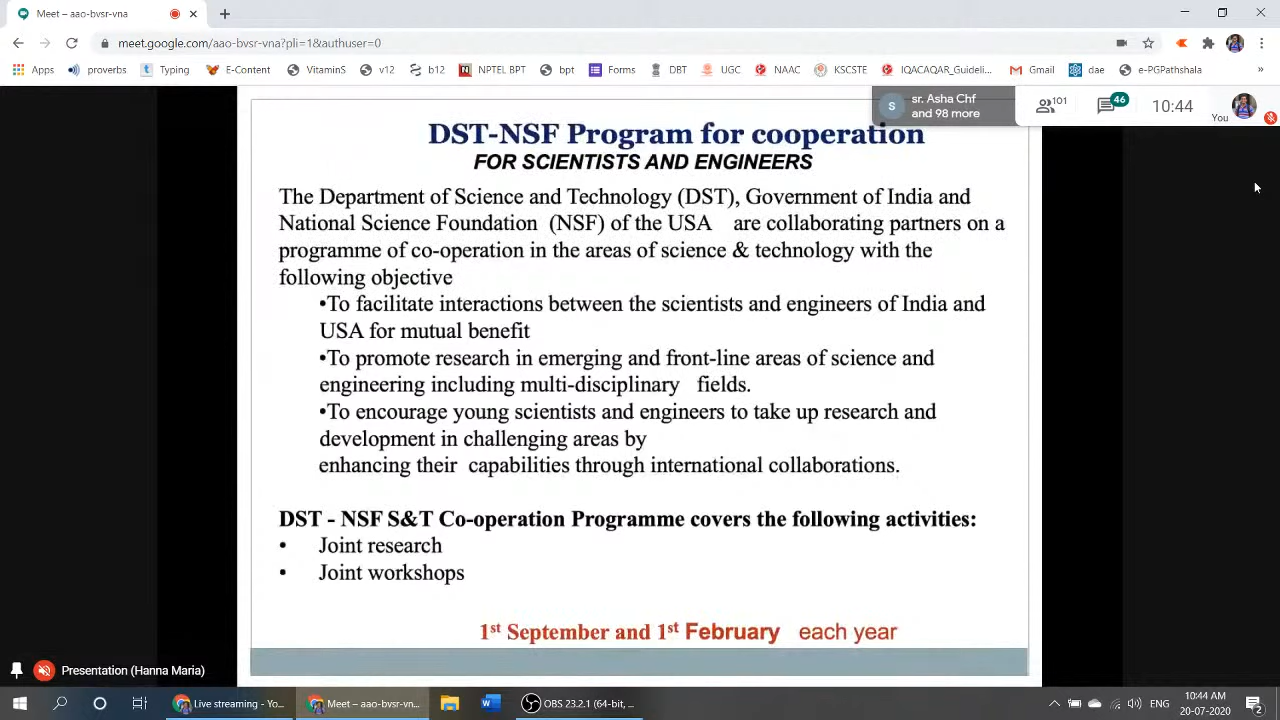 Meet – aao-bvsr-vna
meet.google.com/aao-bvsr-vna?pli=1&authuser=0
Apps proverbs Typing E-Content VitaminS v12 b12 NPTEL BPT bpt Forms DBT UGC NAAC KSCSTE IQACAQAR_Guideli... Gmail dae e-PGPathshala »
S sr. Asha Chf
and 98 more
101 46 10:44 You
DST-NSF Program for cooperation
FOR SCIENTISTS AND ENGINEERS
The Department of Science and Technology (DST), Government of India and
National Science Foundation (NSF) of the USA are collaborating partners on a
programme of co-operation in the areas of science & technology with the
following objective
•To facilitate interactions between the scientists and engineers of India and
USA for mutual benefit
•To promote research in emerging and front-line areas of science and
engineering including multi-disciplinary fields.
•To encourage young scientists and engineers to take up research and
development in challenging areas by
enhancing their capabilities through international collaborations.
DST - NSF S&T Co-operation Programme covers the following activities:
• Joint research
• Joint workshops
1st September and 1st February each year
Presentation (Hanna Maria)
Live streaming - Yo... Meet - aao-bvsr-vn... OBS 23.2.1 (64-bit, ... ENG
10:44 AM
20-07-2020
2